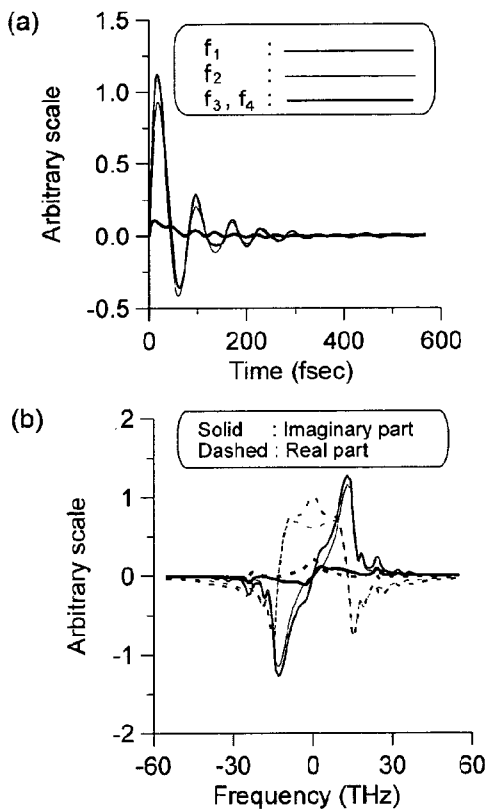 (a)
1.5
1.0
0.5
0.0
-0.5
Arbitrary scale
f1 :
f2 :
f3, f4 :
0 200 400 600
Time (fsec)
(b)
2
1
0
-1
-2
Arbitrary scale
Solid : Imaginary part
Dashed : Real part
-60 -30 0 30 60
Frequency (THz)